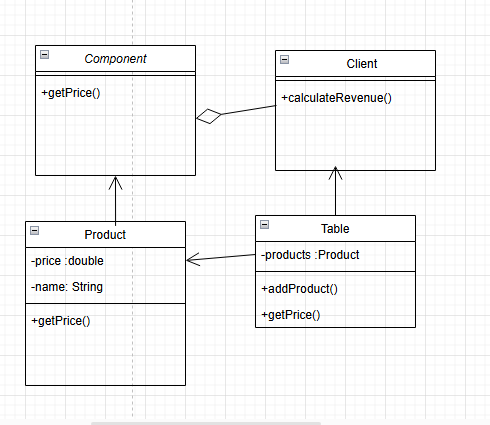 Component
+getPrice()
Client
+calculateRevenue()
Product
-price :double
-name: String
+getPrice()
Table
-products :Product
+addProduct()
+getPrice()